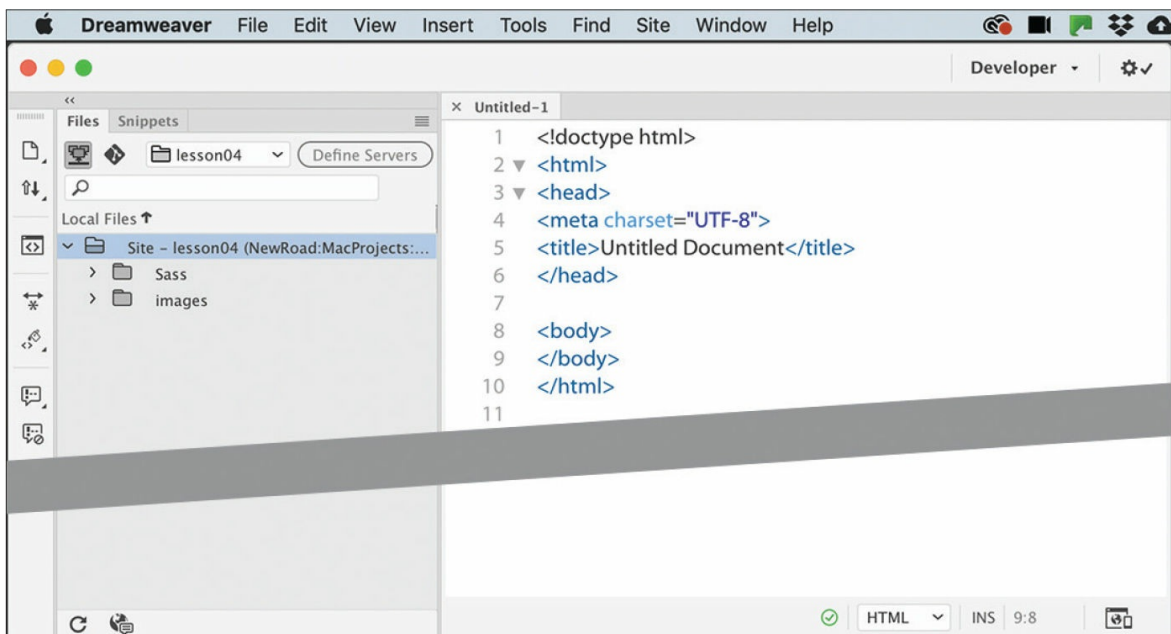 Dreamweaver File Edit View Insert Tools Find Site Window Help
Developer
Files Snippets
lesson04 Define Servers
Local Files
Site - lesson04 (NewRoad:MacProjects:...
Sass
images
Untitled-1
1 <!doctype html>
2 <html>
3 <head>
4 <meta charset="UTF-8">
5 <title>Untitled Document</title>
6 </head>
7
8 <body>
9 </body>
10 </html>
11
HTML INS 9:8